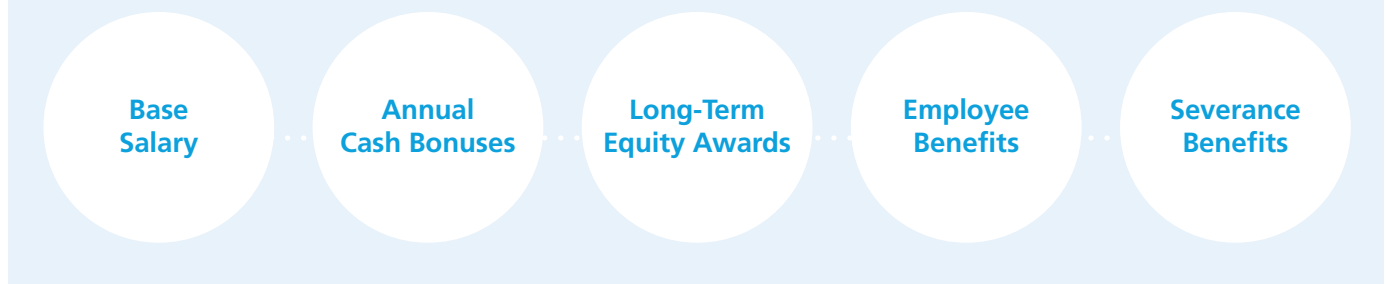 Base
Salary
Annual
Cash Bonuses
Long-Term
Equity Awards
Employee
Benefits
Severance
Benefits